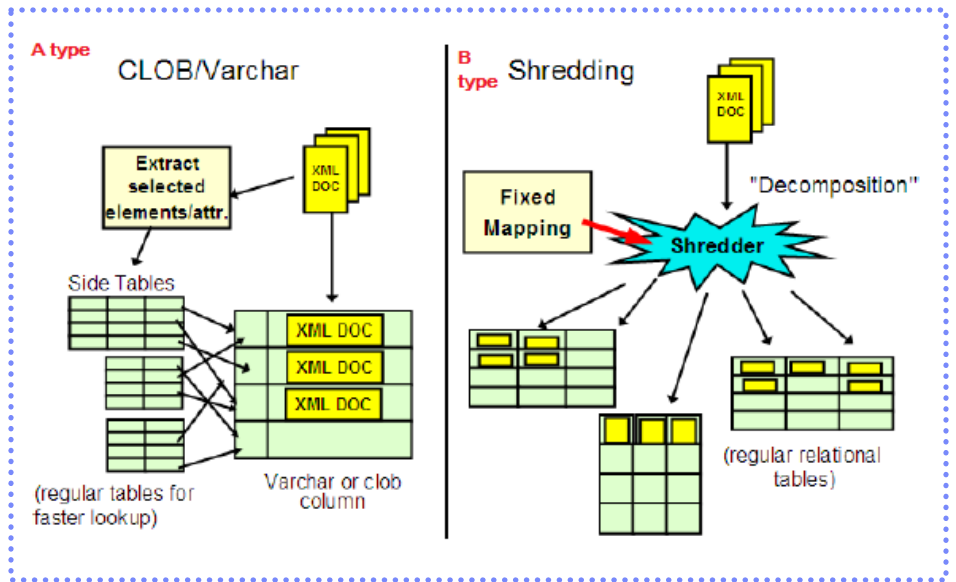 A type
CLOB/Varchar
Extract
selected
elements/attr.
XML
DOC
Side Tables
XML DOC
XML DOC
XML DOC
(regular tables for
faster lookup)
Varchar or clob
column
B
type
Shredding
XML
DOC
"Decomposition"
Fixed
Mapping
Shredder
(regular relational
tables)